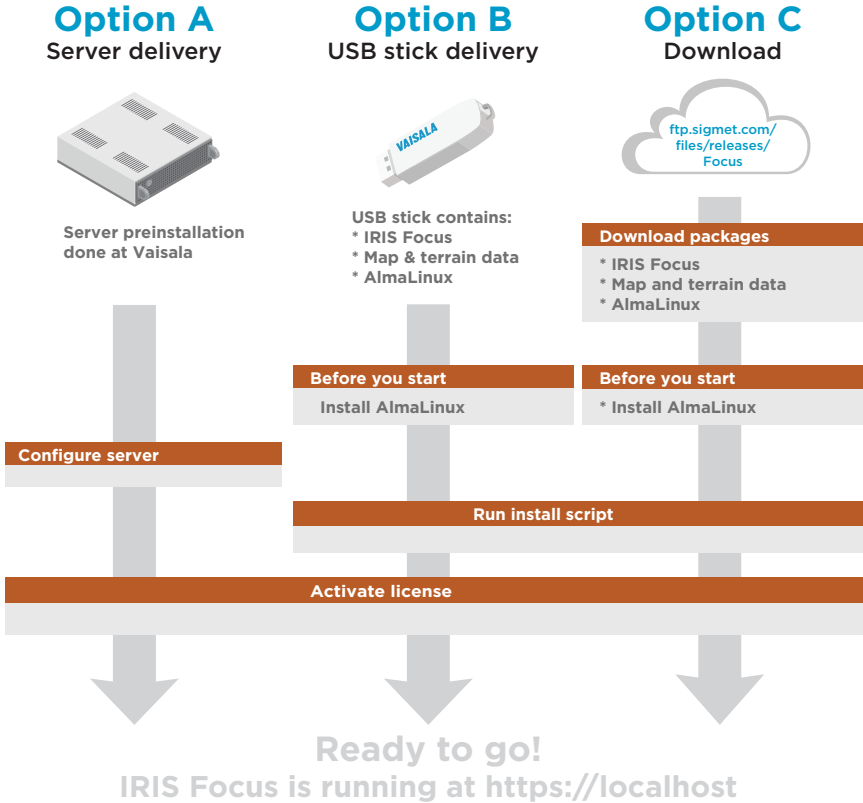 Option A
Server delivery
Server preinstallation
done at Vaisala
Option B
USB stick delivery
VAISALA
USB stick contains:
* IRIS Focus
* Map & terrain data
* AlmaLinux
Option C
Download
ftp.sigmet.com/
files/releases/
Focus
Download packages
* IRIS Focus
* Map and terrain data
* AlmaLinux
Before you start
Install AlmaLinux
Before you start
* Install AlmaLinux
Configure server
Run install script
Activate license
Ready to go!
IRIS Focus is running at https://localhost